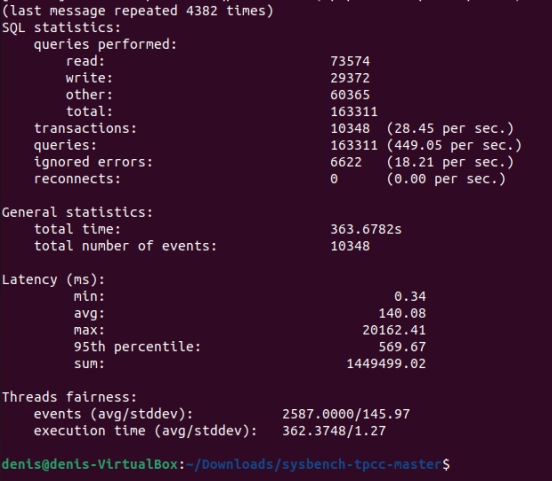 (last message repeated 4382 times)
SQL statistics:
queries performed:
read: 73574
write: 29372
other: 60365
total: 163311
transactions: 10348 (28.45 per sec.)
queries: 163311 (449.05 per sec.)
ignored errors: 6622 (18.21 per sec.)
reconnects: 0 (0.00 per sec.)
General statistics:
total time: 363.6782s
total number of events: 10348
Latency (ms):
min: 0.34
avg: 140.08
max: 20162.41
95th percentile: 569.67
sum: 1449499.02
Threads fairness:
events (avg/stddev): 2587.0000/145.97
execution time (avg/stddev): 362.3748/1.27
denis@denis-VirtualBox:~/Downloads/sysbench-tpcc-master$